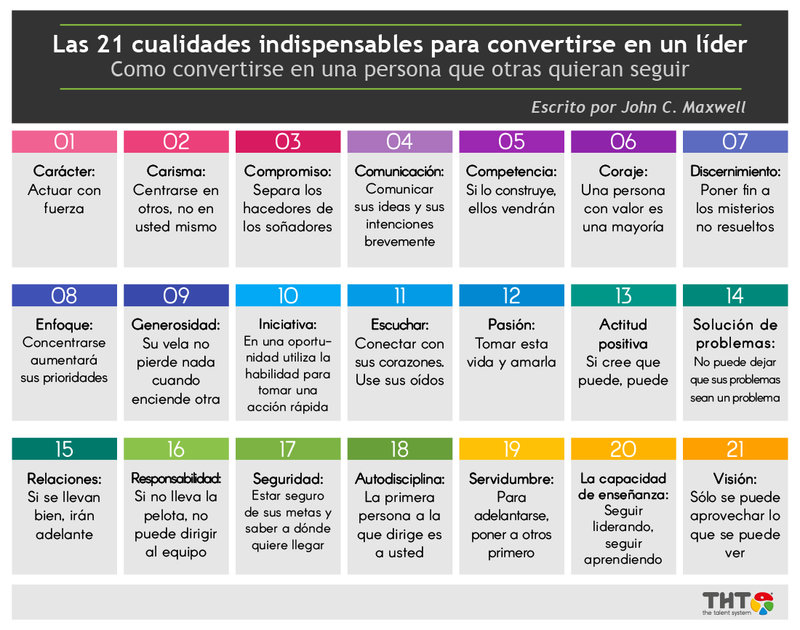 Las 21 cualidades indispensables para convertirse en un líder
Como convertirse en una persona que otras quieran seguir
Escrito por John C. Maxwell
01
Carácter:
Actuar con
fuerza
02
Carisma:
Centrarse en
otros, no en
usted mismo
03
Compromiso:
Separa los
hacedores de
los soñadores
04
Comunicación:
Comunicar
sus ideas y sus
intenciones
brevemente
05
Competencia:
Si lo construye,
ellos vendrán
06
Coraje:
Una persona
con valor es
una mayoría
07
Discernimiento:
Poner fin a
los misterios
no resueltos
08
Enfoque:
Concentrarse
aumentará
sus prioridades
09
Generosidad:
Su vela no
pierde nada
cuando
enciende otra
10
Iniciativa:
En una oportu-
nidad utiliza la
habilidad para
tomar una
acción rápida
11
Escuchar:
Conectar con
sus corazones.
Use sus oídos
12
Pasión:
Tomar esta
vida y amarla
13
Actitud
positiva
Si cree que
puede, puede
14
Solución de
problemas:
No puede dejar
que sus problemas
sean un problema
15
Relaciones:
Si se llevan
bien, irán
adelante
16
Responsabilidad:
Si no lleva la
pelota, no
puede dirigir
al equipo
17
Seguridad:
Estar seguro
de sus metas y
saber a dónde
quiere llegar
18
Autodisciplina:
La primera
persona a la
que dirige es
a usted
19
Servidumbre:
Para
adelantarse,
poner a otros
primero
20
La capacidad
de enseñanza:
Seguir
liderando,
seguir
aprendiendo
21
Visión:
Sólo se puede
aprovechar lo
que se puede
ver
THT
the talent system